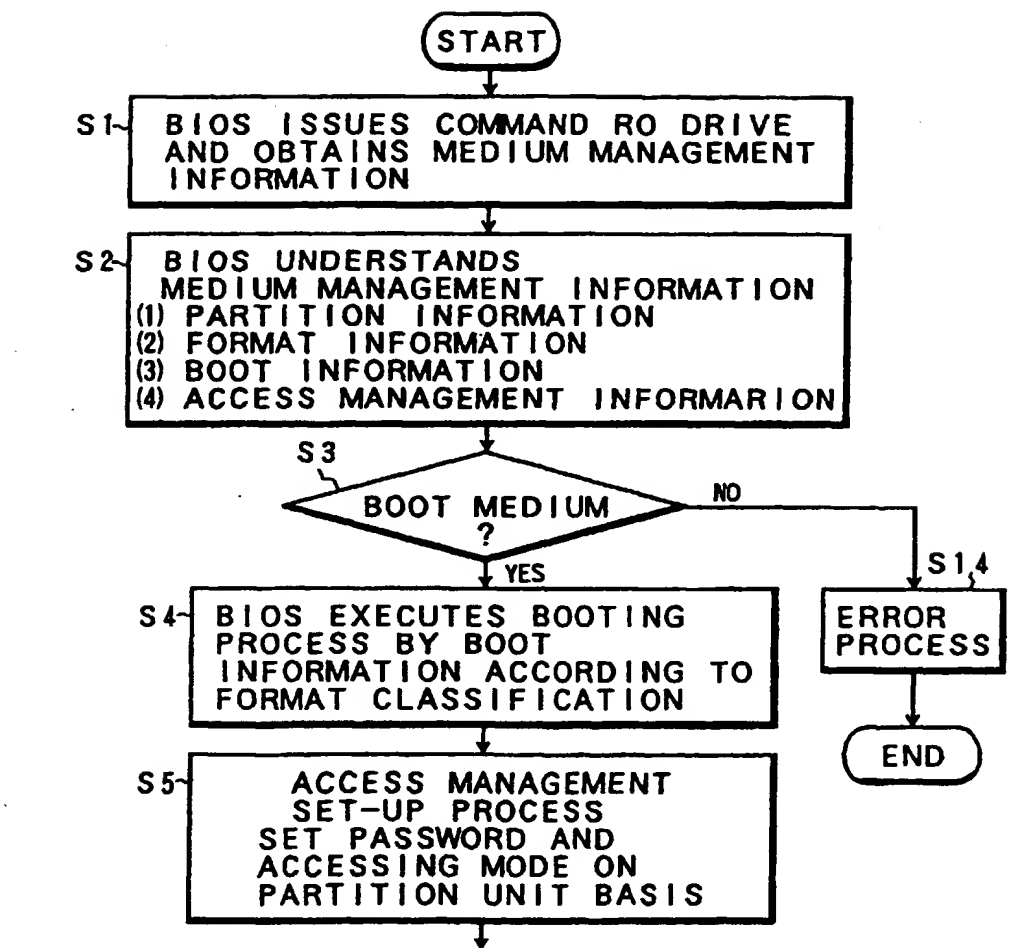 START
S1
BIOS ISSUES COMMAND RO DRIVE
AND OBTAINS MEDIUM MANAGEMENT
INFORMATION
S2
BIOS UNDERSTANDS
MEDIUM MANAGEMENT INFORMATION
(1) PARTITION INFORMATION
(2) FORMAT INFORMATION
(3) BOOT INFORMATION
(4) ACCESS MANAGEMENT INFORMARION
S3
BOOT MEDIUM
?
NO
YES
S14
ERROR
PROCESS
END
S4
BIOS EXECUTES BOOTING
PROCESS BY BOOT
INFORMATION ACCORDING TO
FORMAT CLASSIFICATION
S5
ACCESS MANAGEMENT
SET-UP PROCESS
SET PASSWORD AND
ACCESSING MODE ON
PARTITION UNIT BASIS